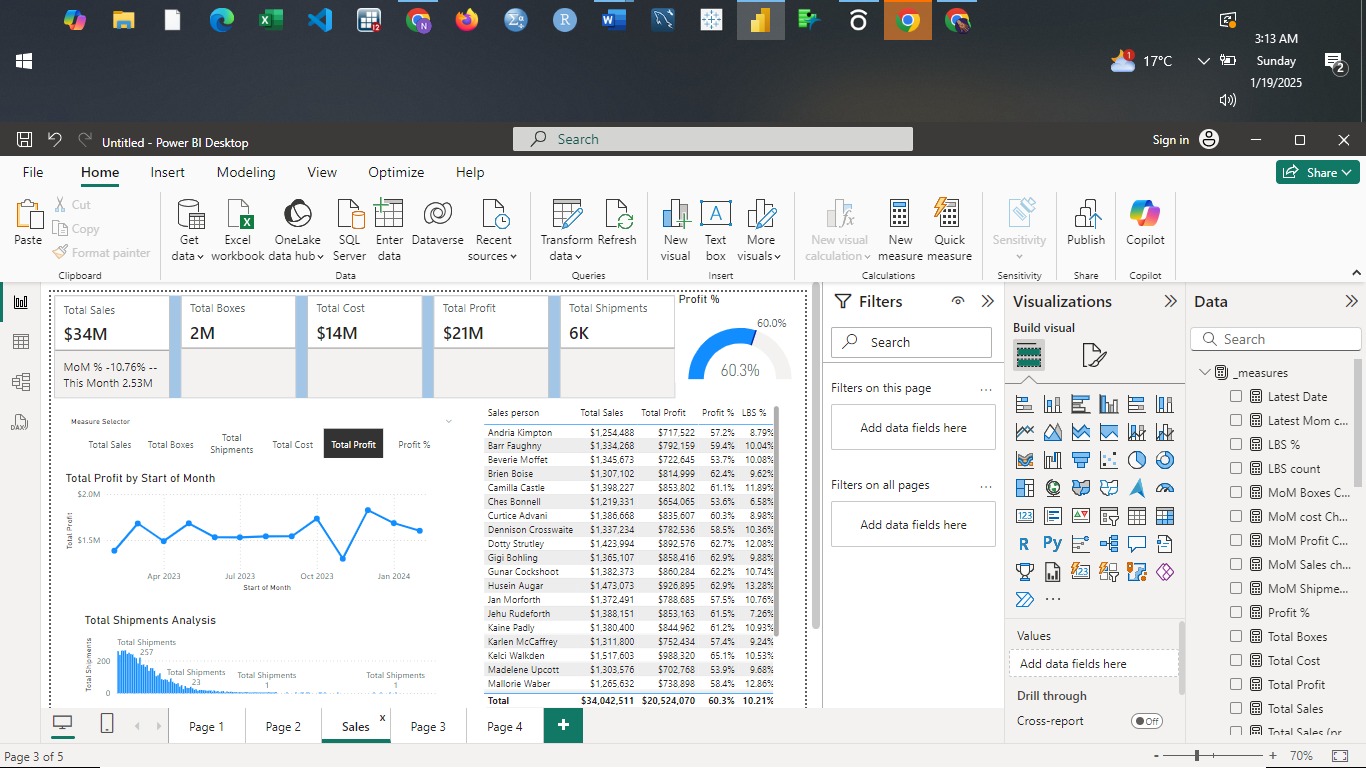 3:13 AM
17°C
Sunday
2
1/19/2025
Untitled - Power BI Desktop
Search
Sign in
File Home Insert Modeling View Optimize Help
Share
Paste
Cut
Copy
Format painter
Clipboard
Get data
Excel workbook
OneLake data hub
SQL Server
Enter data
Dataverse
Recent sources
Data
Transform data
Refresh
Queries
New visual
Text box
More visuals
Insert
New visual calculation
New measure
Quick measure
Calculations
Sensitivity
Sensitivity
Publish
Share
Copilot
Copilot
Total Sales
$34M
MoM % -10.76% --
This Month 2.53M
Total Boxes
2M
Total Cost
$14M
Total Profit
$21M
Total Shipments
6K
Profit %
60.0%
60.3%
Measure Selector
Total Sales Total Boxes Total Shipments Total Cost Total Profit Profit %
Total Profit by Start of Month
$2.0M
$1.5M
Total Profit
Apr 2023 Jul 2023 Oct 2023 Jan 2024
Start of Month
Total Shipments Analysis
Total Shipments
200
0
Total Shipments
257
Total Shipments
23
Total Shipments
1
Total Shipments
1
Sales person Total Sales Total Profit Profit % LBS %
Andria Kimpton $1,254,488 $717,522 57.2% 8.79%
Barr Faughny $1,334,268 $792,159 59.4% 10.04%
Beverie Moffet $1,345,673 $722,645 53.7% 10.08%
Brien Boise $1,307,102 $814,999 62.4% 9.62%
Camilla Castle $1,398,227 $853,802 61.1% 11.89%
Ches Bonnell $1,219,331 $654,065 53.6% 6.58%
Curtice Advani $1,386,668 $835,607 60.3% 8.98%
Dennison Crosswaite $1,337,234 $782,536 58.5% 10.36%
Dotty Strutley $1,423,994 $892,576 62.7% 12.08%
Gigi Bohling $1,365,107 $858,416 62.9% 9.88%
Gunar Cockshoot $1,382,373 $860,284 62.2% 10.74%
Husein Augar $1,473,073 $926,895 62.9% 13.28%
Jan Morforth $1,372,491 $788,685 57.5% 10.76%
Jehu Rudeforth $1,388,151 $853,163 61.5% 7.26%
Kaine Padly $1,380,400 $844,962 61.2% 10.93%
Karlen McCaffrey $1,311,800 $752,434 57.4% 9.24%
Kelci Walkden $1,517,603 $988,320 65.1% 10.53%
Madelene Upcott $1,303,576 $702,768 53.9% 9.68%
Mallorie Waber $1,265,632 $738,898 58.4% 12.86%
Total $34,042,511 $20,524,070 60.3% 10.21%
Filters
Search
Filters on this page
Add data fields here
Filters on all pages
Add data fields here
Visualizations
Build visual
Values
Add data fields here
Drill through
Cross-report
Off
Data
Search
_measures
Latest Date
Latest Mom c...
LBS %
LBS count
MoM Boxes C...
MoM cost Ch...
MoM Profit C...
MoM Sales ch...
MoM Shipme...
Profit %
Total Boxes
Total Cost
Total Profit
Total Sales
Total Sales (pr
Page 1 Page 2 Sales x Page 3 Page 4 +
Page 3 of 5
- + 70%